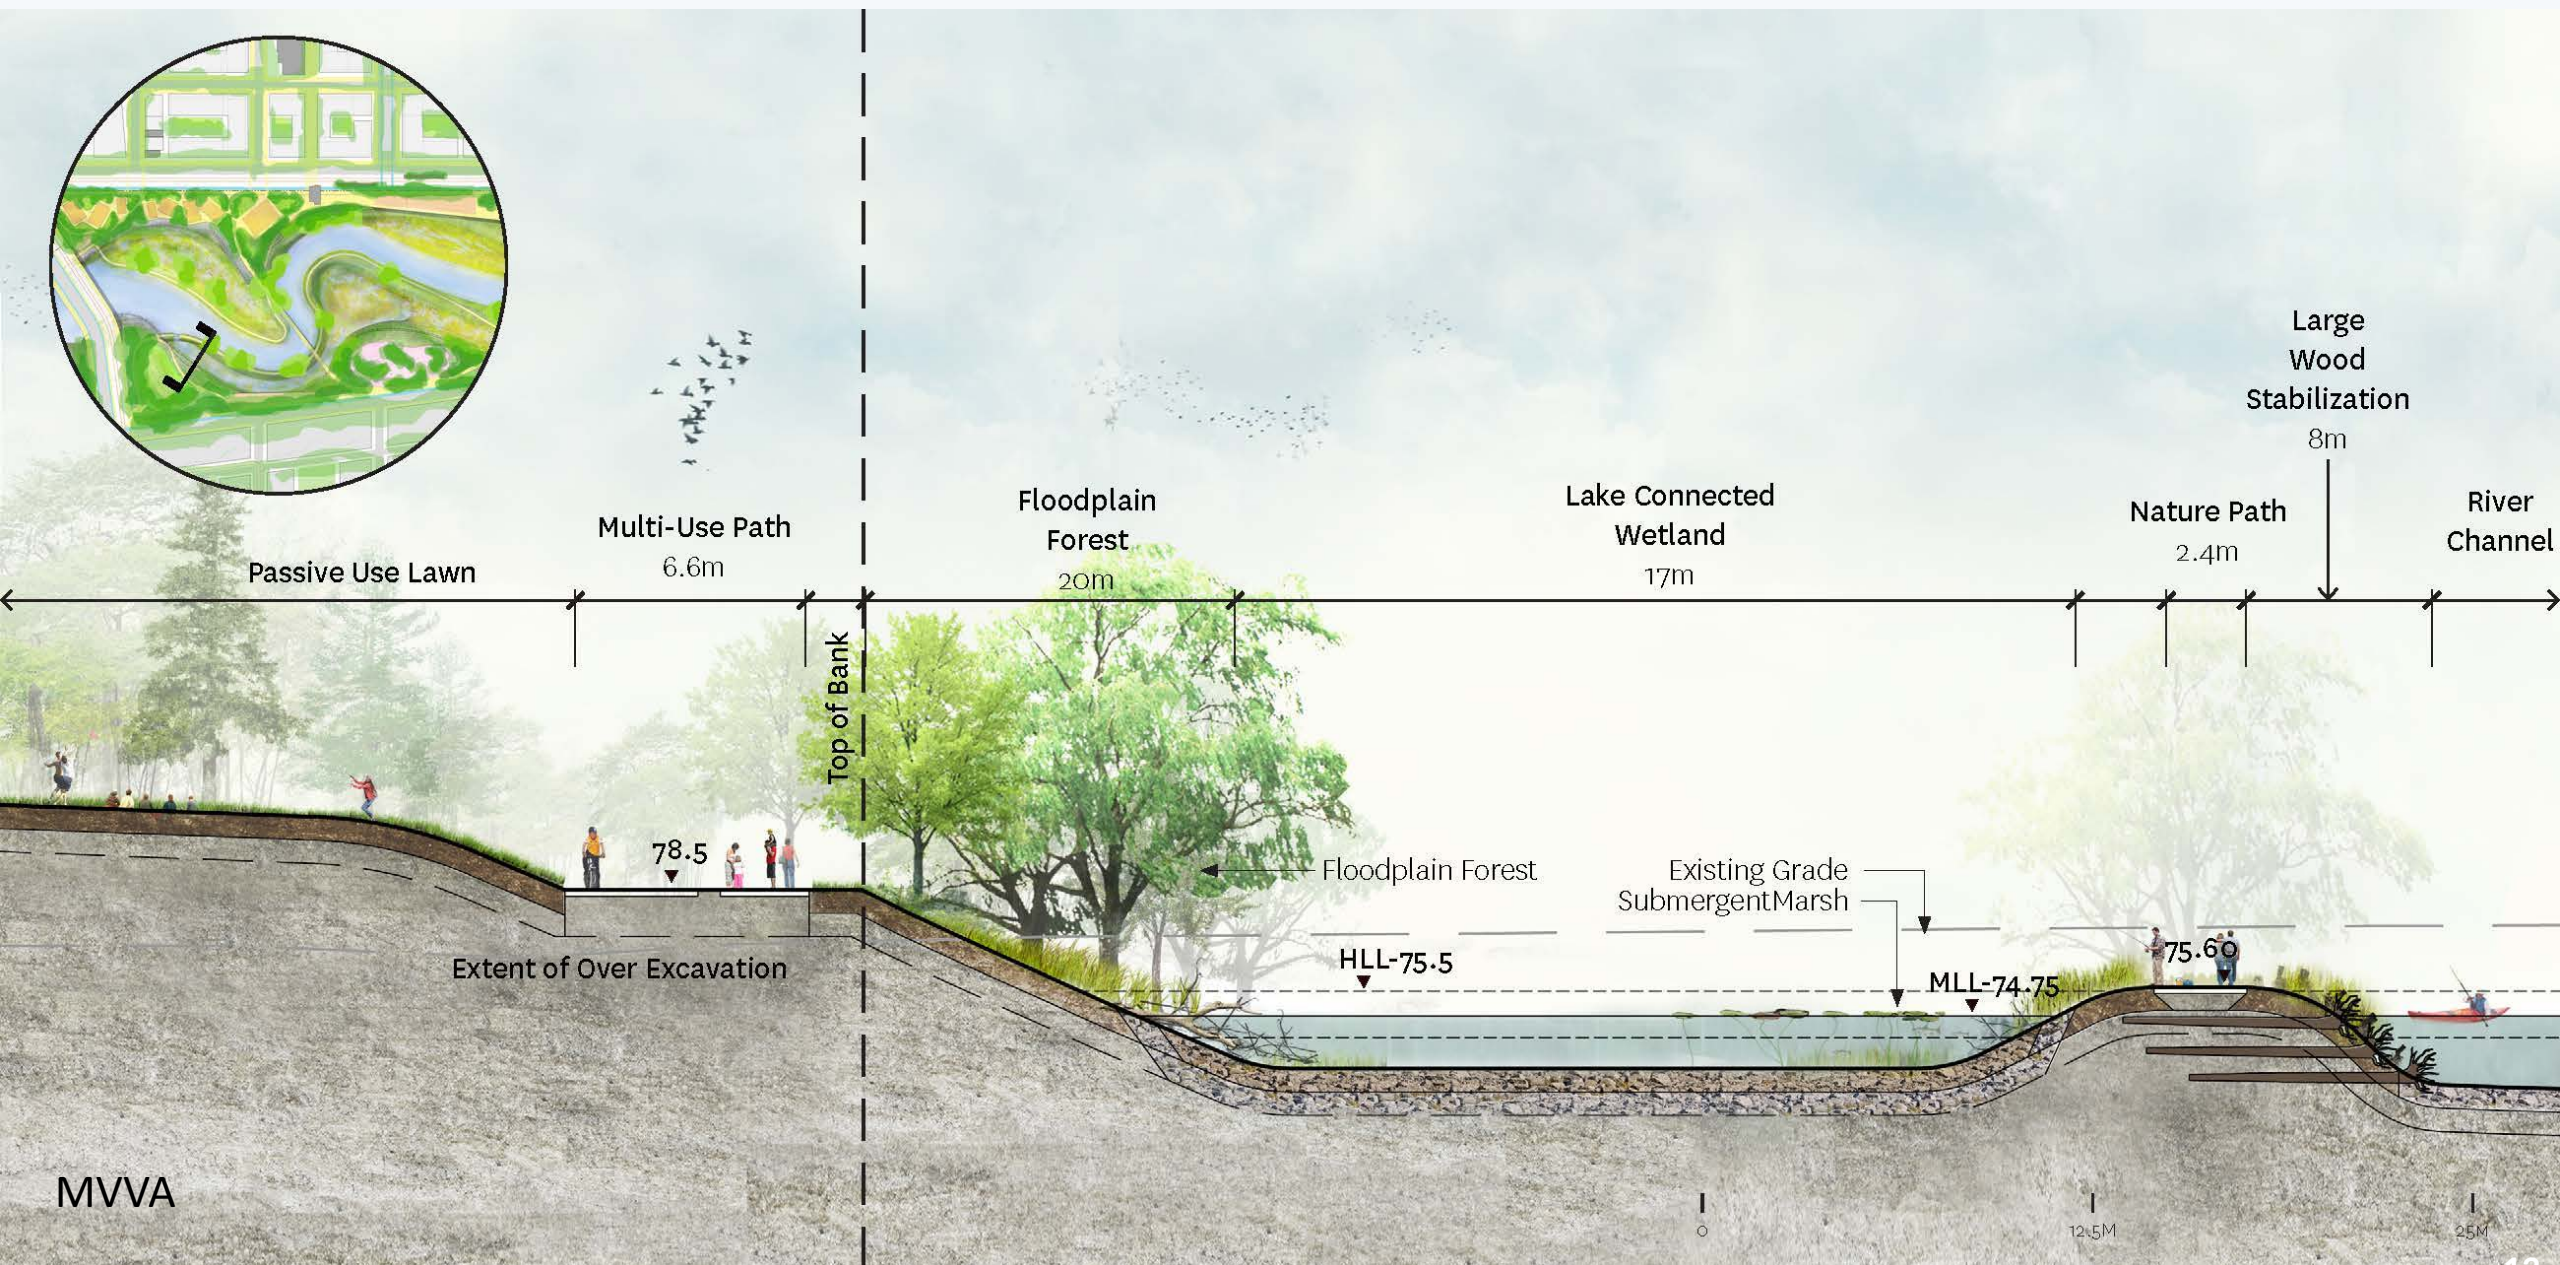 Large
Wood
Stabilization
8m
Floodplain
Forest
20m
Lake Connected
Wetland
17m
Nature Path
2.4m
River
Channel
Multi-Use Path
6.6m
Passive Use Lawn
Top of Bank
78.5
Floodplain Forest
Existing Grade
SubmergentMarsh
HLL-75.5
MLL-74.75
75.60
Extent of Over Excavation
MVVA
0
12.5M
25M